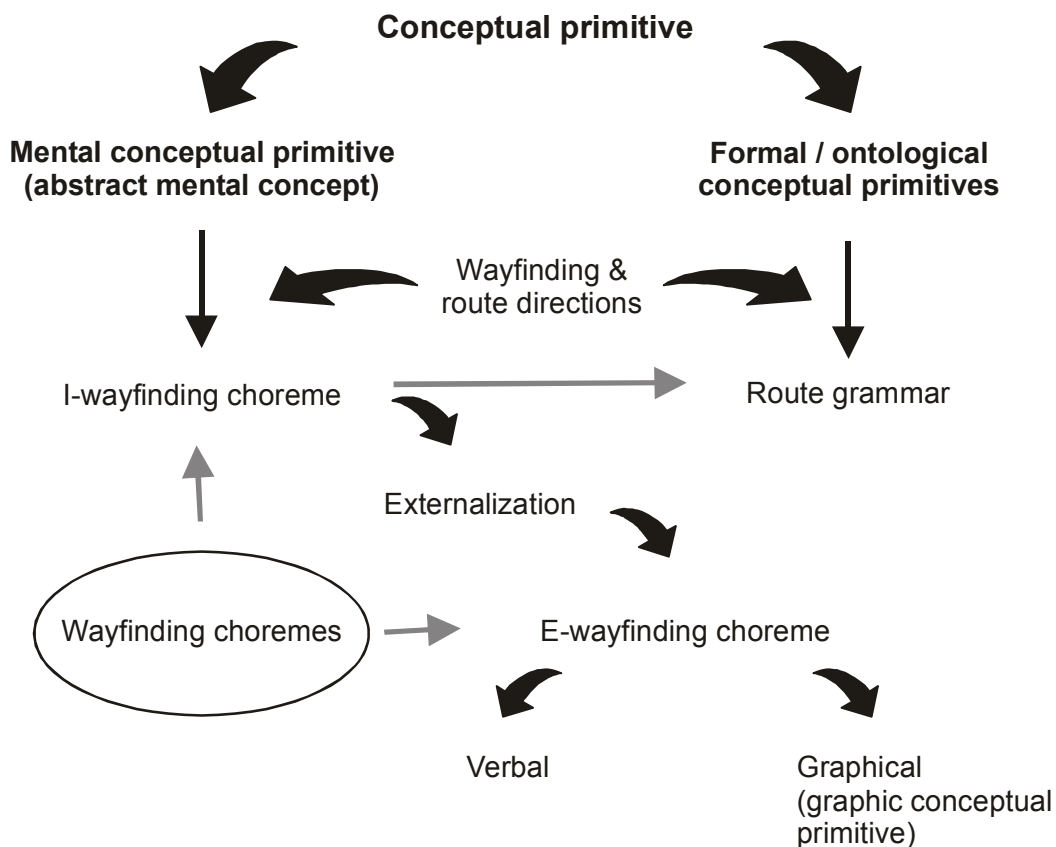 Conceptual primitive
Mental conceptual primitive
(abstract mental concept)
Formal / ontological
conceptual primitives
Wayfinding &
route directions
I-wayfinding choreme
Route grammar
Externalization
Wayfinding choremes
E-wayfinding choreme
Verbal
Graphical
(graphic conceptual
primitive)